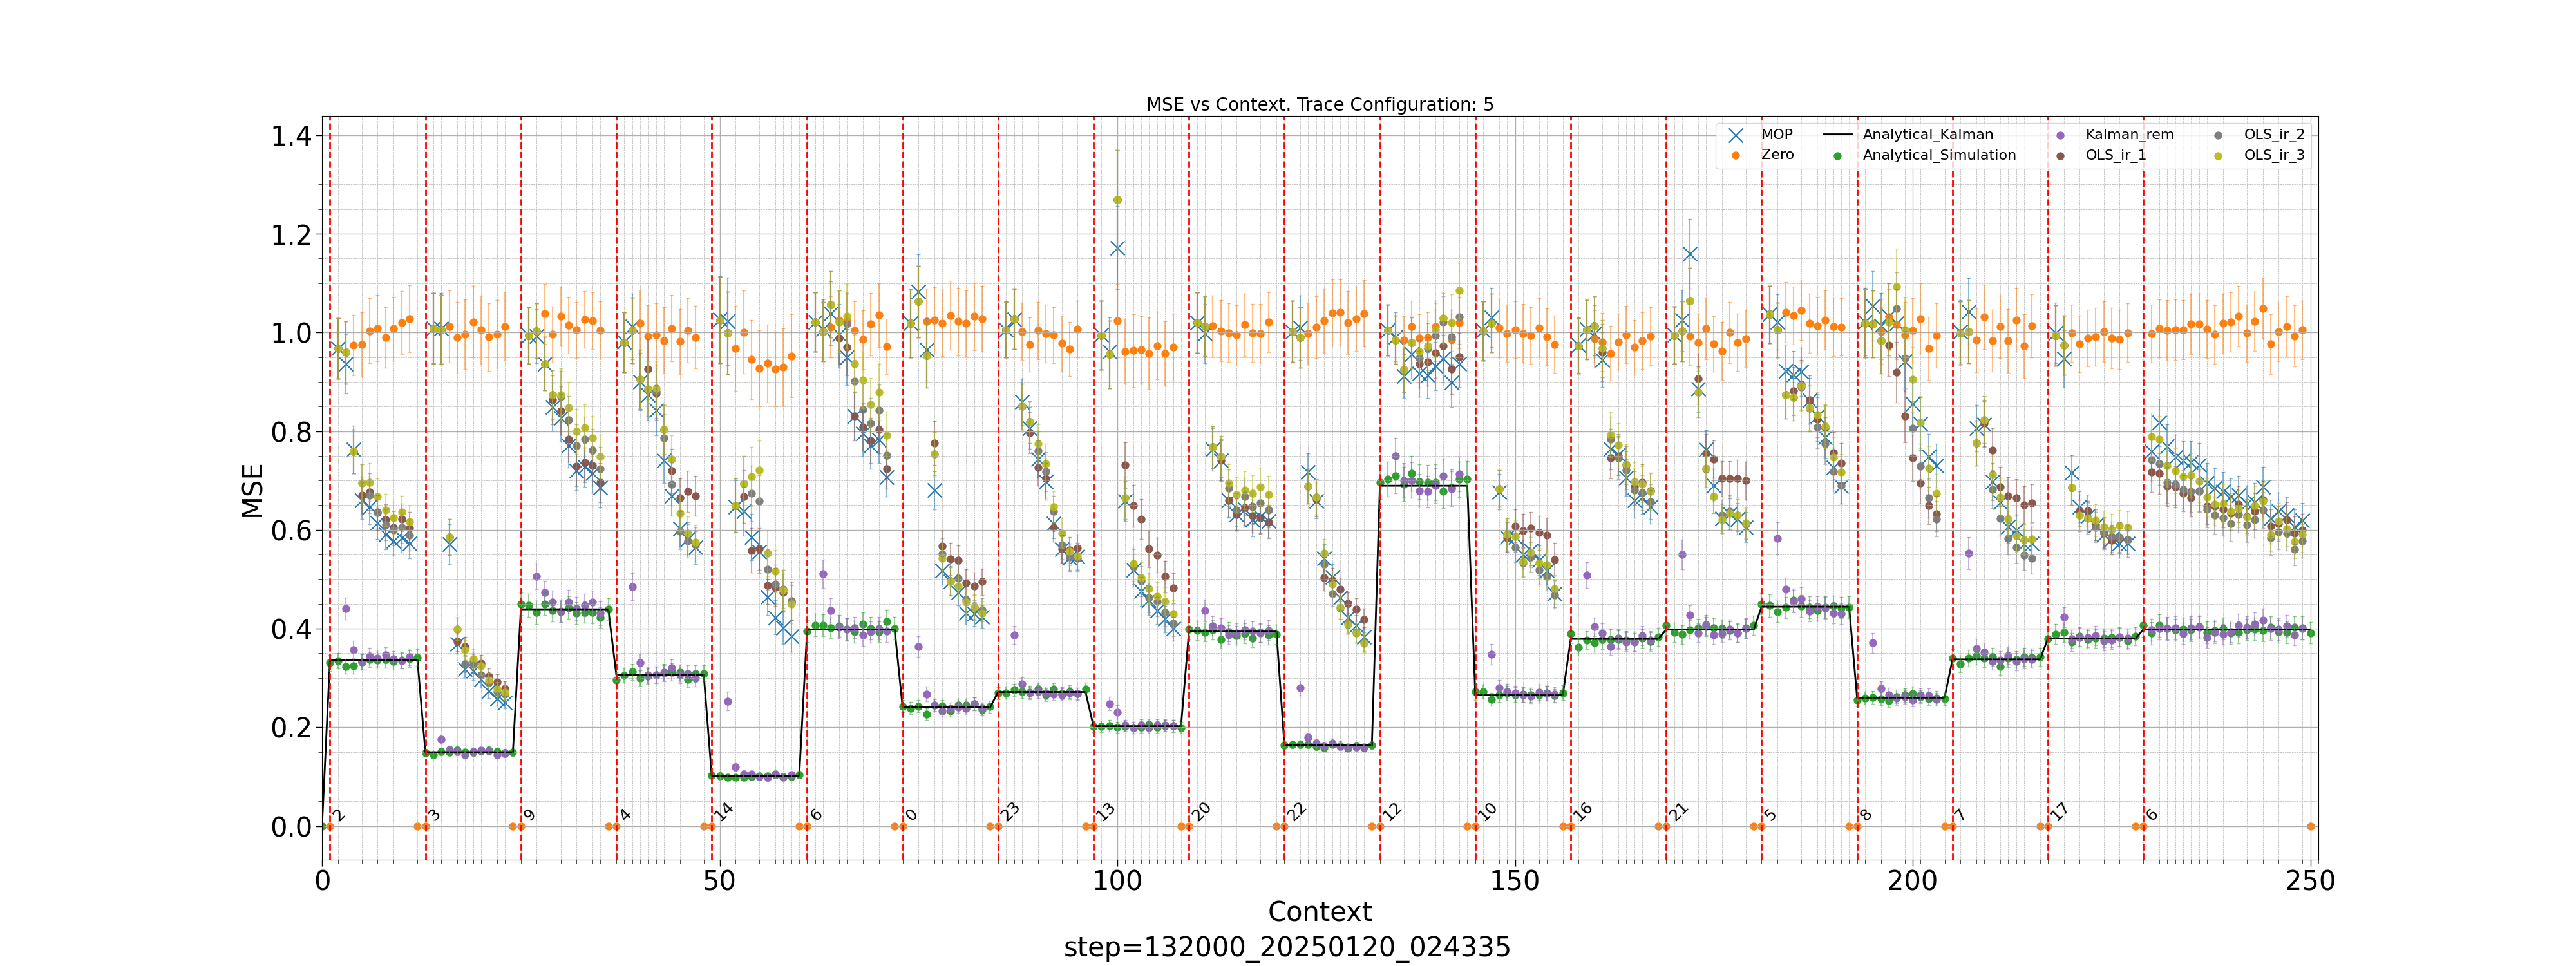 MSE vs Context. Trace Configuration: 5
MOP
Zero
Analytical_Kalman
Analytical_Simulation
Kalman_rem
OLS_ir_1
OLS_ir_2
OLS_ir_3
MSE
1.4
1.2
1.0
0.8
0.6
0.4
0.2
0.0
2
3
9
4
14
6
0
23
13
20
22
12
10
16
21
5
8
7
17
6
0
50
100
150
200
250
Context
step=132000_20250120_024335